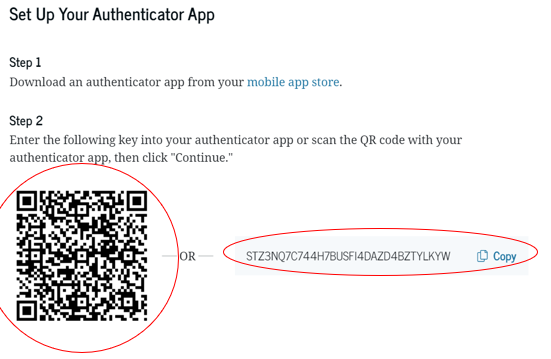 Set Up Your Authenticator App
Step 1
Download an authenticator app from your mobile app store.
Step 2
Enter the following key into your authenticator app or scan the QR code with your
authenticator app, then click "Continue."
OR
STZ3NQ7C744H7BUSFI4DAZD4BZTYLKYW
Copy